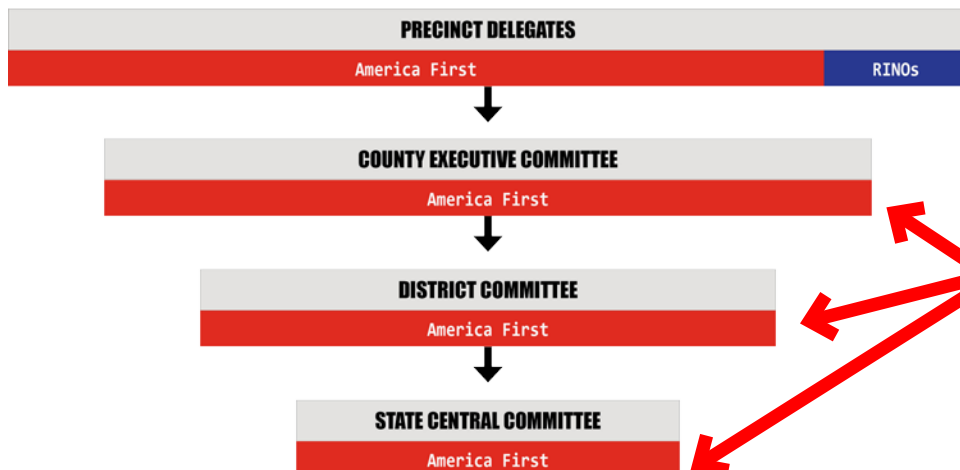 PRECINCT DELEGATES
America First RINOs
COUNTY EXECUTIVE COMMITTEE
America First
DISTRICT COMMITTEE
America First
STATE CENTRAL COMMITTEE
America First